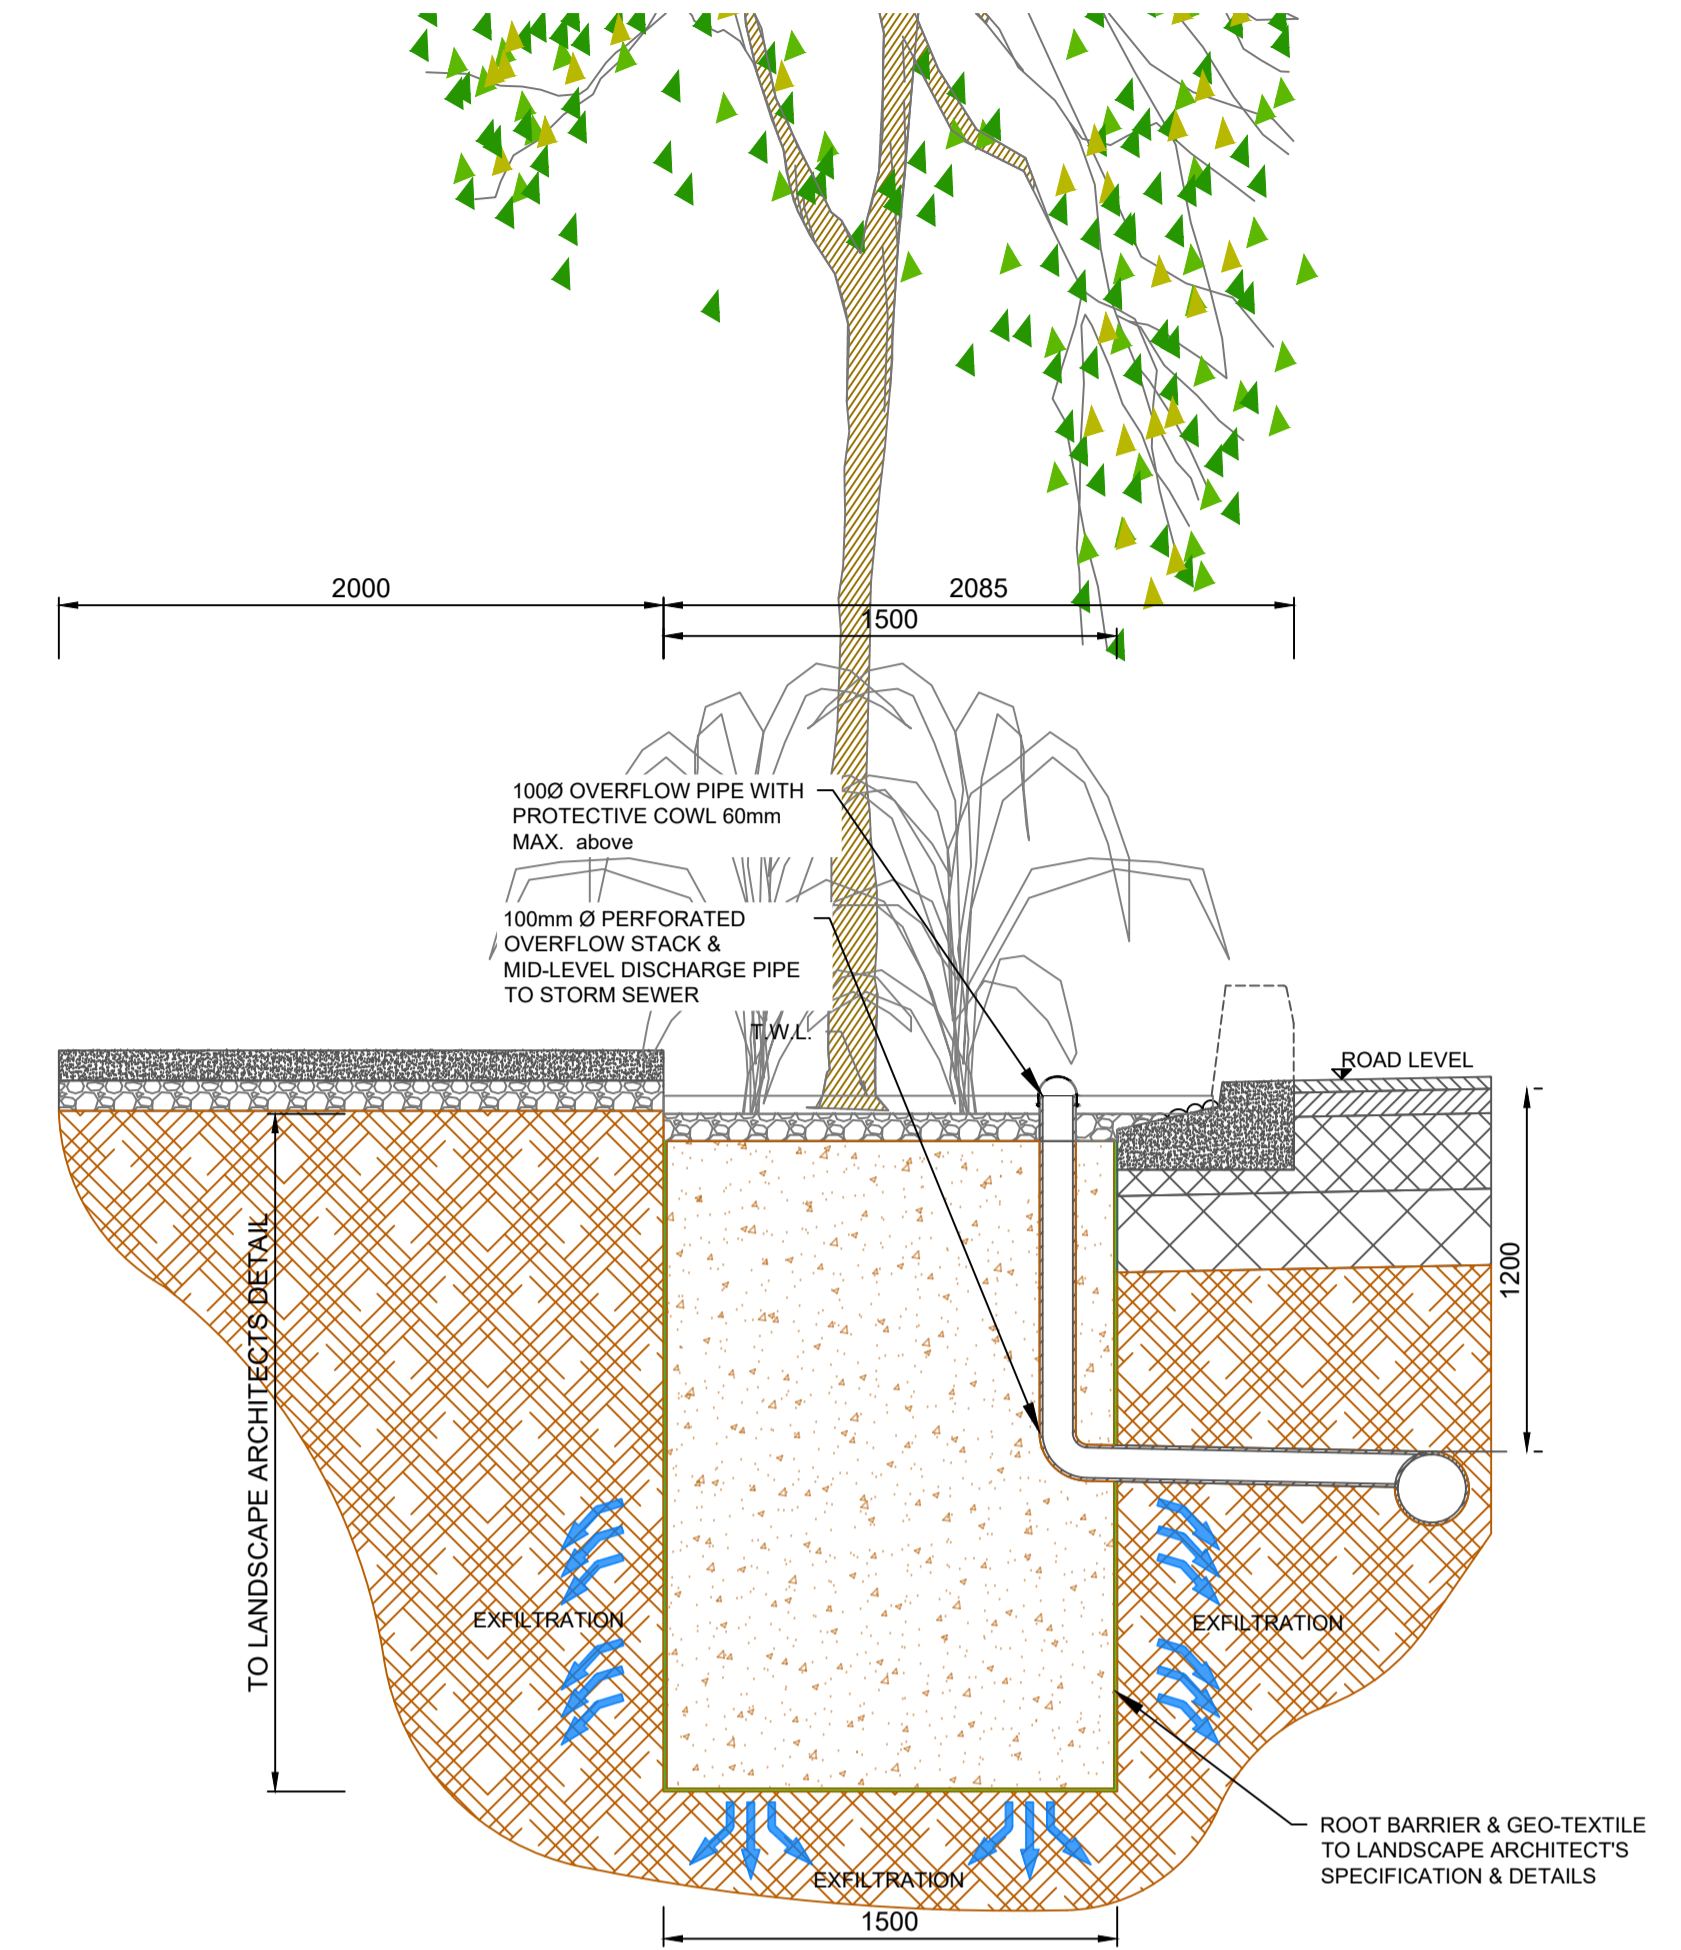 2000
2085
1500
100Ø OVERFLOW PIPE WITH
PROTECTIVE COWL 60mm
MAX. above
100mm Ø PERFORATED
OVERFLOW STACK &
MID-LEVEL DISCHARGE PIPE
TO STORM SEWER
T.W.L.
ROAD LEVEL
1200
TO LANDSCAPE ARCHITECTS DETAIL
EXFILTRATION
EXFILTRATION
ROOT BARRIER & GEO-TEXTILE
TO LANDSCAPE ARCHITECT'S
SPECIFICATION & DETAILS
EXFILTRATION
1500